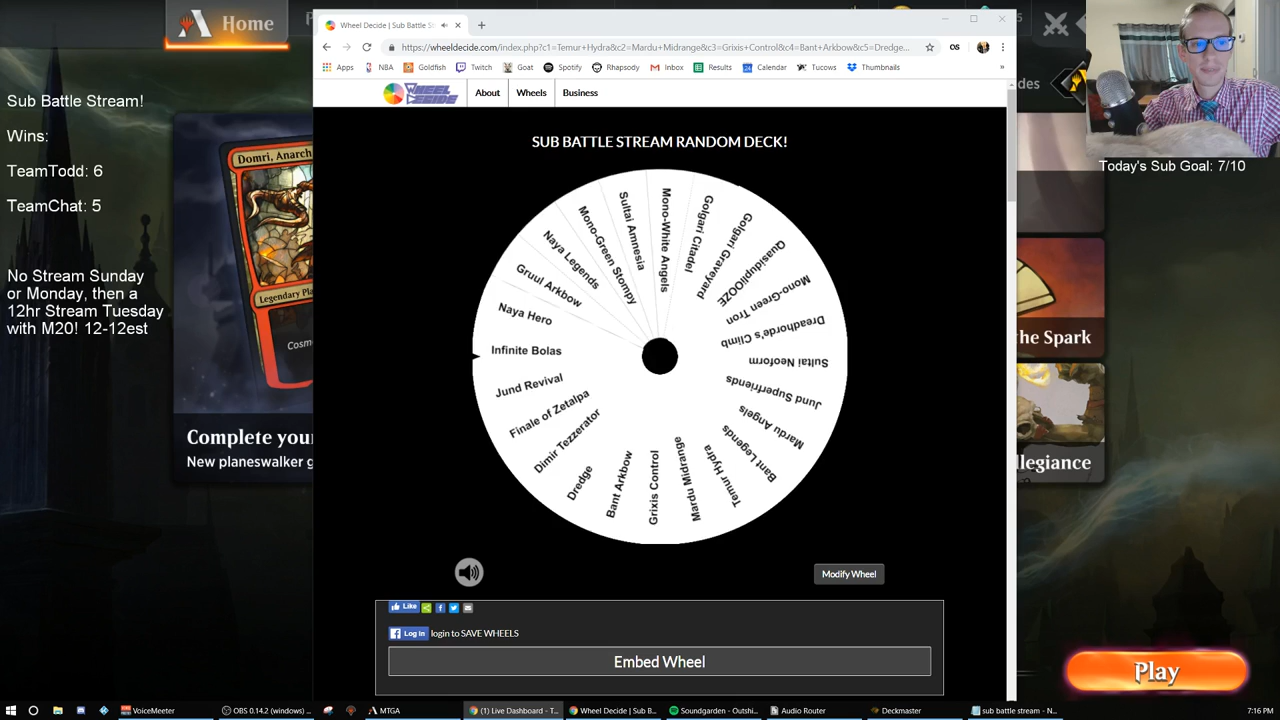 Home
Sub Battle Stream!
Wins:
TeamTodd: 6
TeamChat: 5
No Stream Sunday
or Monday, then a
12hr Stream Tuesday
with M20! 12-12est
Domri, Anarch
Legendary Pla
Complete your
New planeswalker g
Wheel Decide | Sub Battle St
https://wheeldecide.com/index.php?c1=Temur+Hydra&c2=Mardu+Midrange&c3=Grixis+Control&c4=Bant+Arkbow&c5=Dredge...
Apps NBA Goldfish Twitch Goat Spotify Rhapsody Inbox Results Calendar Tucows Thumbnails »
WHEEL DECIDE About Wheels Business
SUB BATTLE STREAM RANDOM DECK!
Mono-White Angels
Golgari Citadel
Golgari Graveyard
QuasiduplOOZE
Mono-Green Tron
Dreadhorde's Climb
Sultai Neoform
Jund Superfriends
Mardu Angels
Bant Legends
Temur Hydra
Mardu Midrange
Grixis Control
Bant Arkbow
Dredge
Dimir Tezzerator
Finale of Zetalpa
Jund Revival
Infinite Bolas
Naya Hero
Gruul Arkbow
Naya Legends
Mono-Green Stompy
Sultai Amnesia
Modify Wheel
Like
Log In login to SAVE WHEELS
Embed Wheel
Today's Sub Goal: 7/10
the Spark
llegiance
Play
VoiceMeeter OBS 0.14.2 (windows) ... MTGA (1) Live Dashboard - T... Wheel Decide | Sub B... Soundgarden - Outshi... Audio Router Deckmaster sub battle stream - N... 7:16 PM